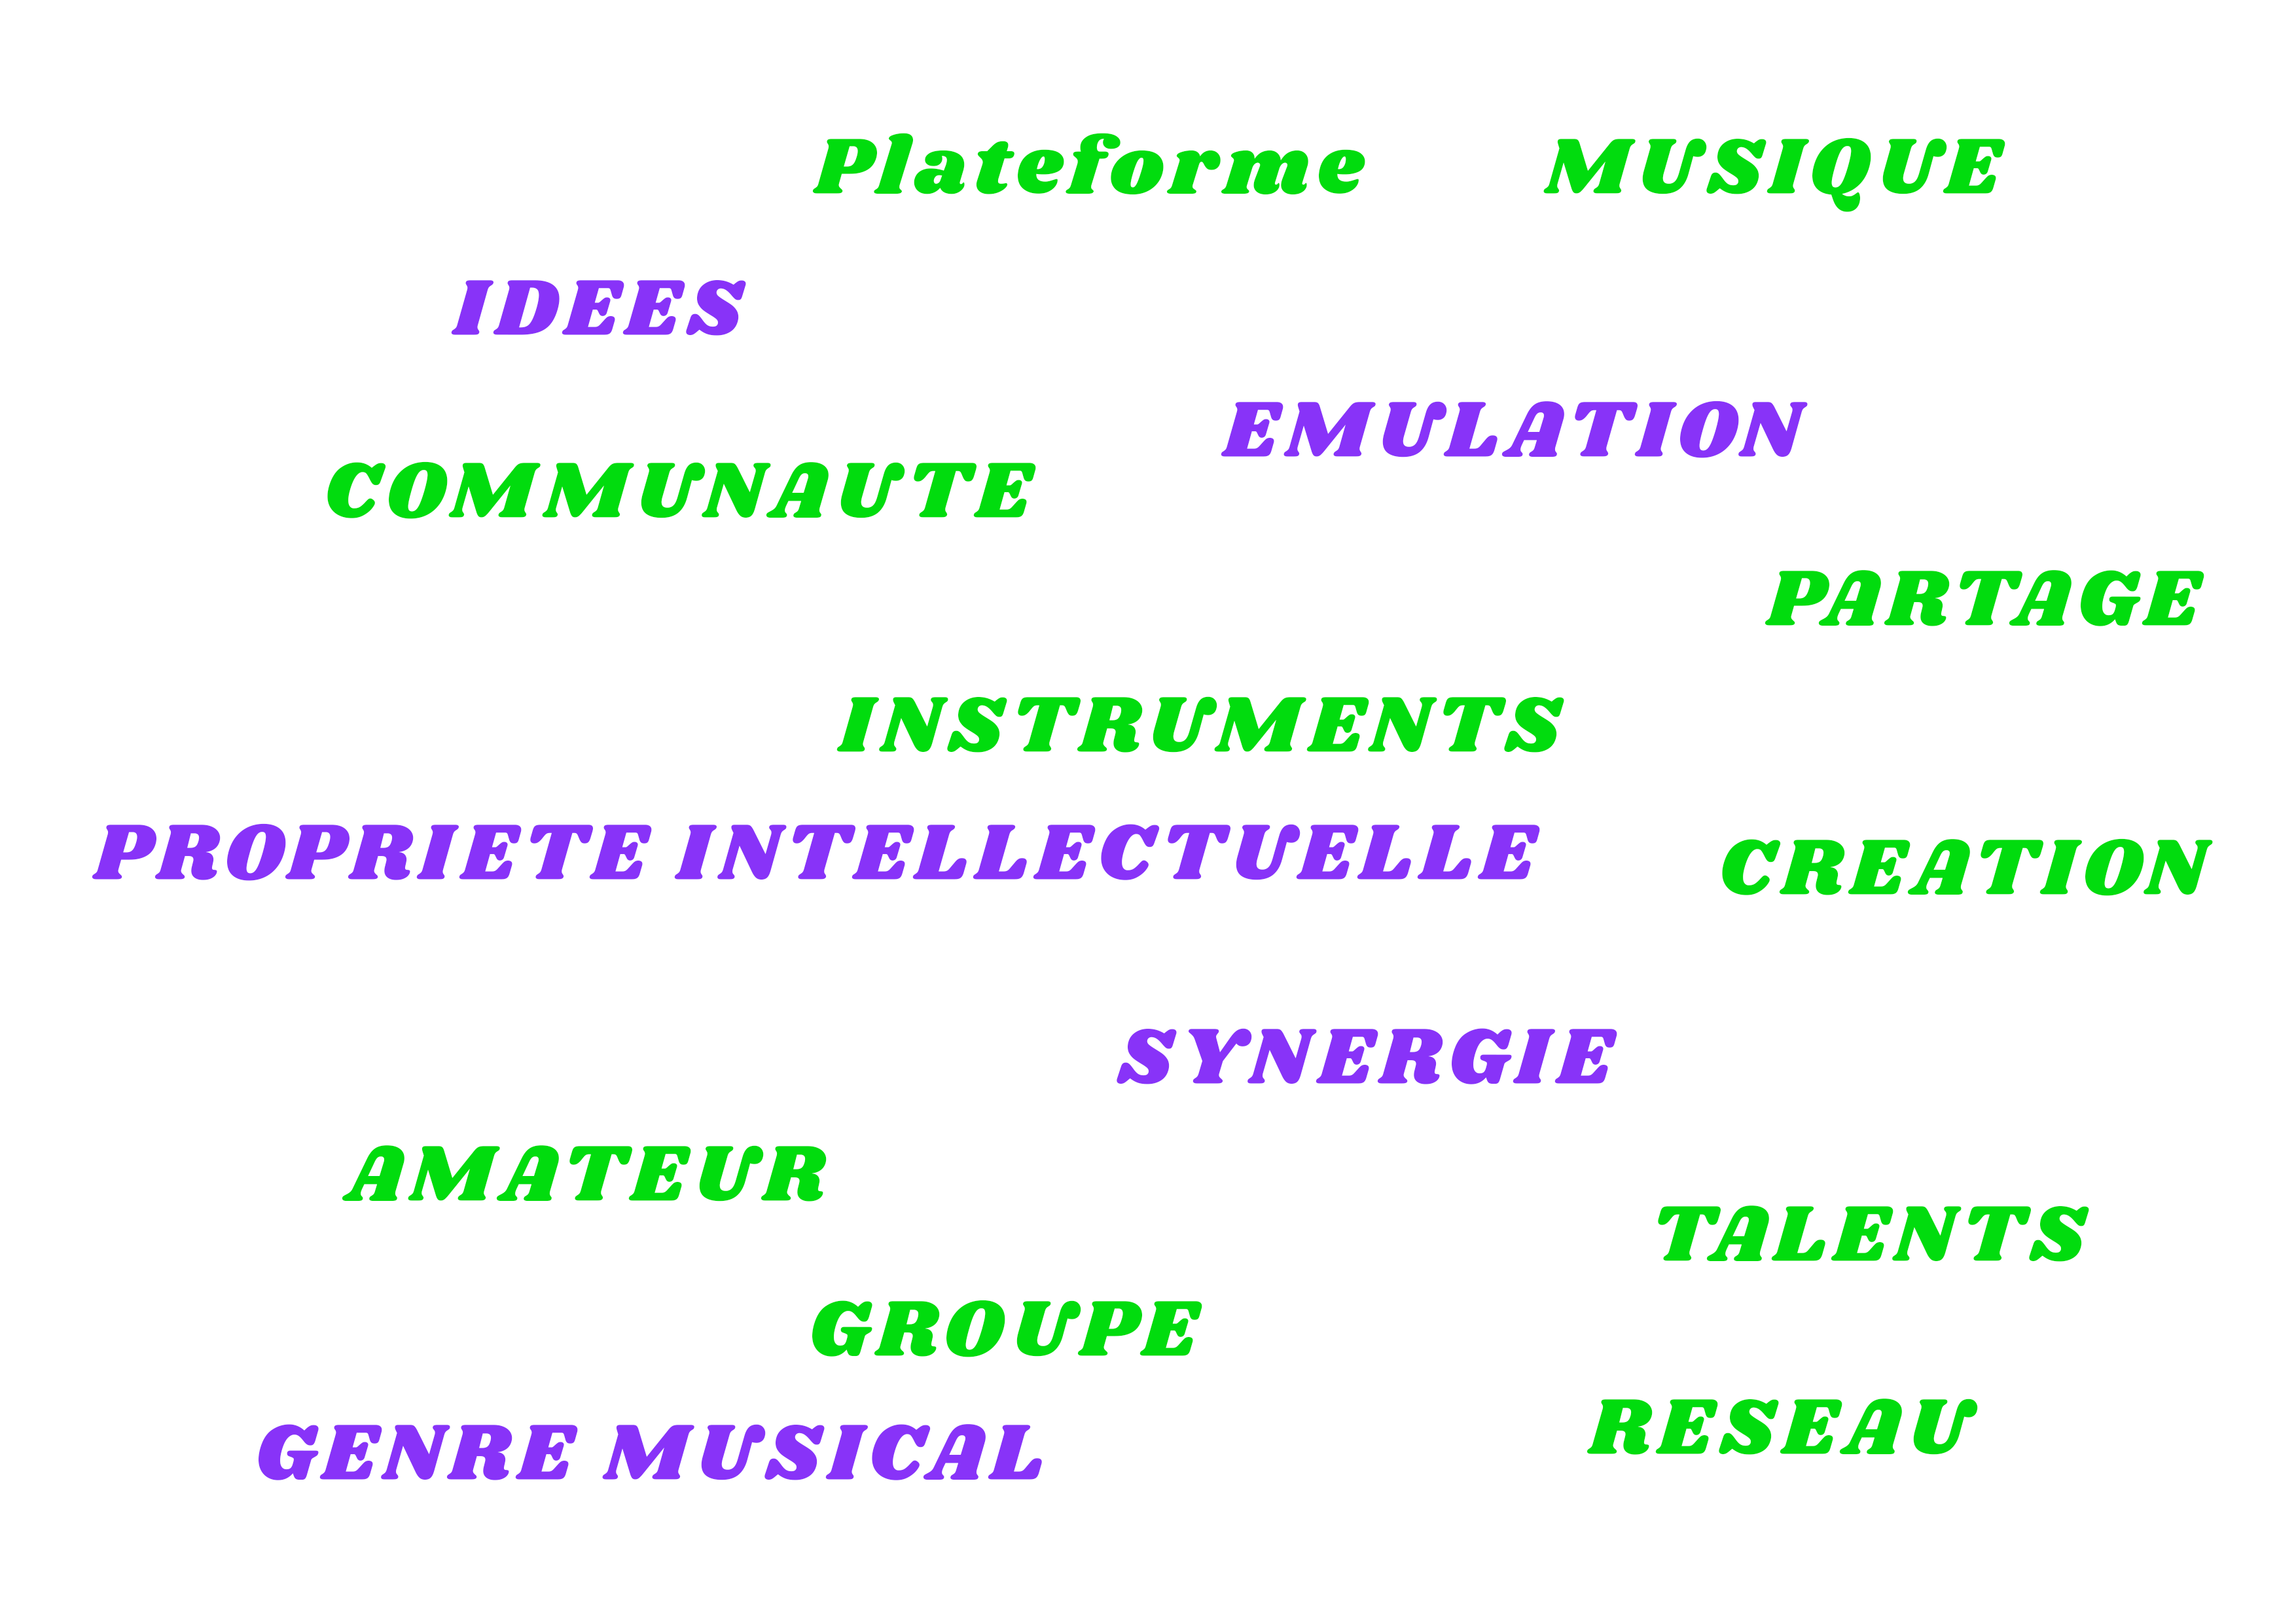 Plateforme MUSIQUE
IDEES
EMULATION
COMMUNAUTE
PARTAGE
INSTRUMENTS
PROPRIETE INTELLECTUELLE
CREATION
SYNERGIE
AMATEUR
TALENTS
GROUPE
RESEAU
GENRE MUSICAL